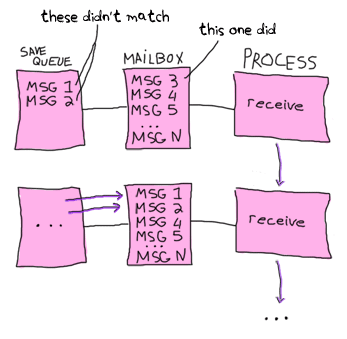 these didn't match
this one did
SAVE
QUEUE
MAILBOX
PROCESS
MSG 1
MSG 2
MSG 3
MSG 4
MSG 5
...
MSG N
receive
...
MSG 1
MSG 2
MSG 4
MSG 5
...
MSG N
receive
...